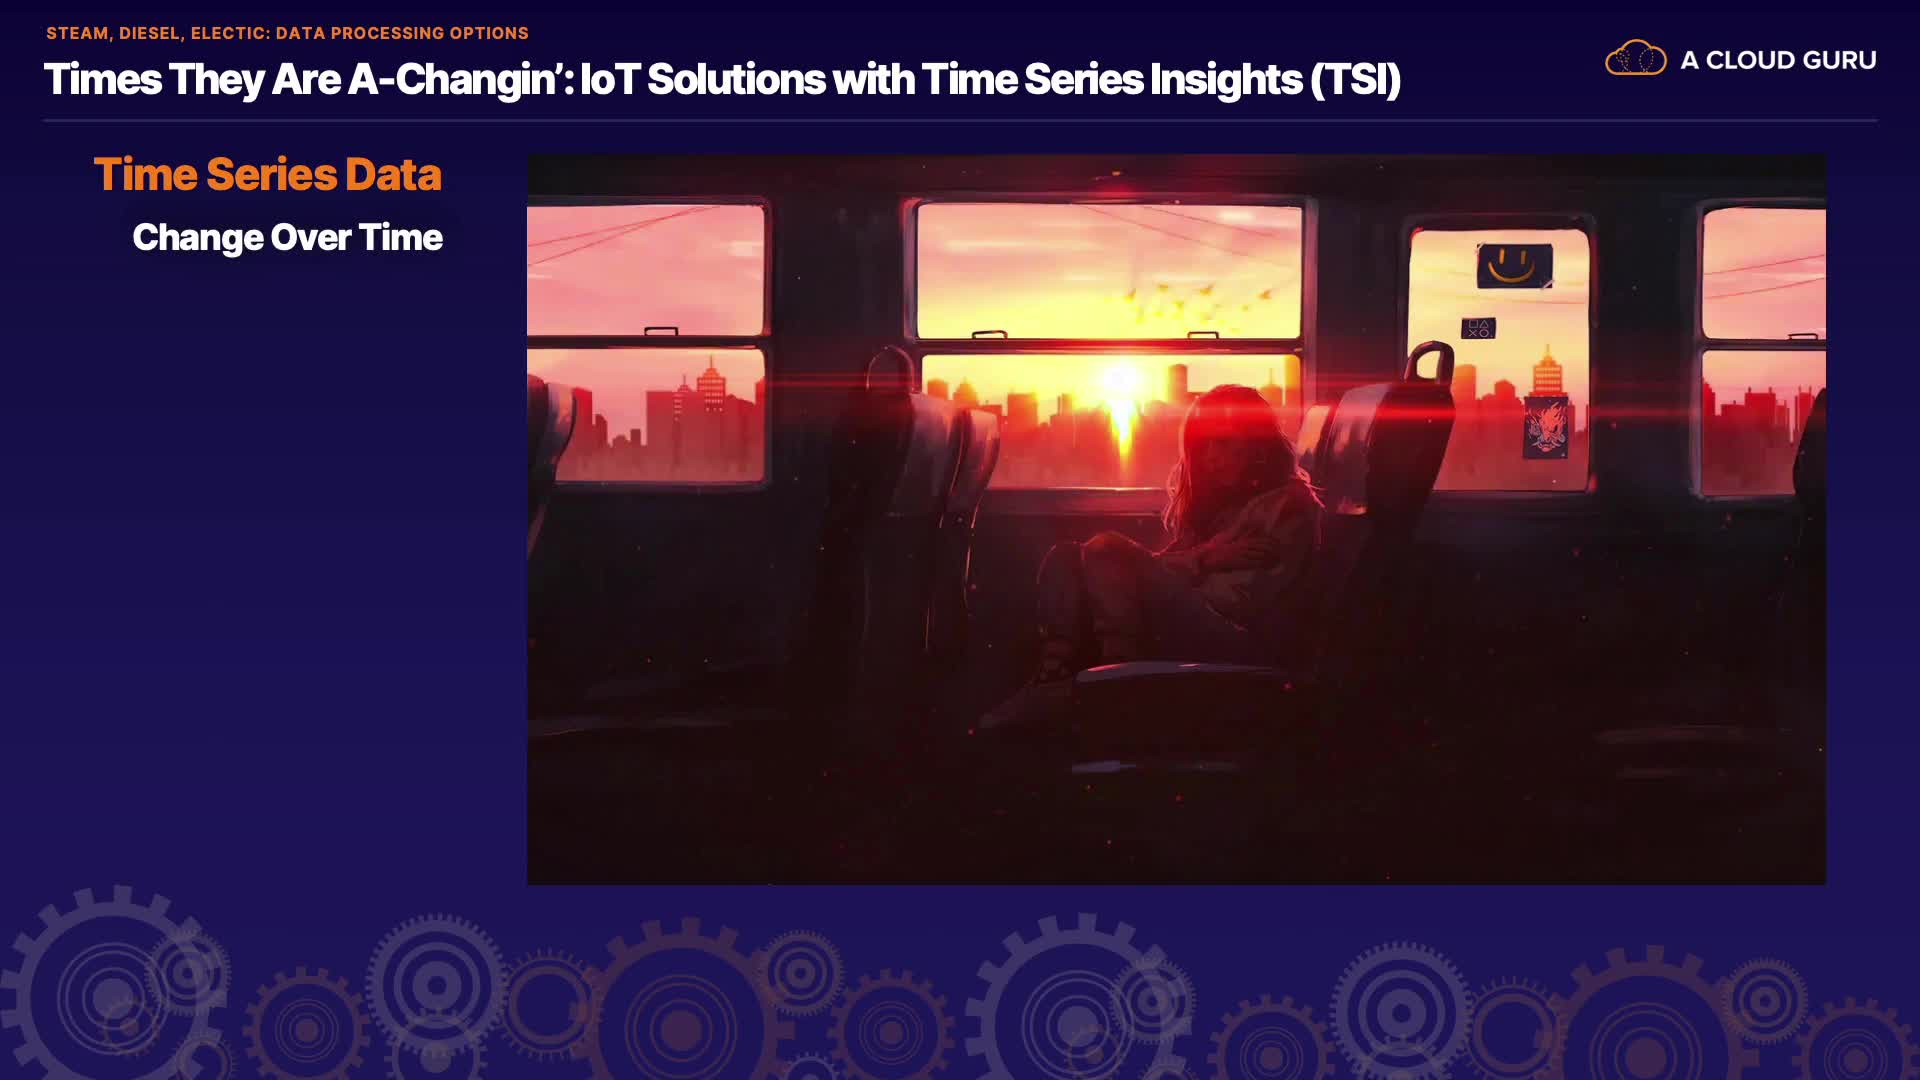 STEAM, DIESEL, ELECTIC: DATA PROCESSING OPTIONS
Times They Are A-Changin’: IoT Solutions with Time Series Insights (TSI)
A CLOUD GURU
Time Series Data
Change Over Time